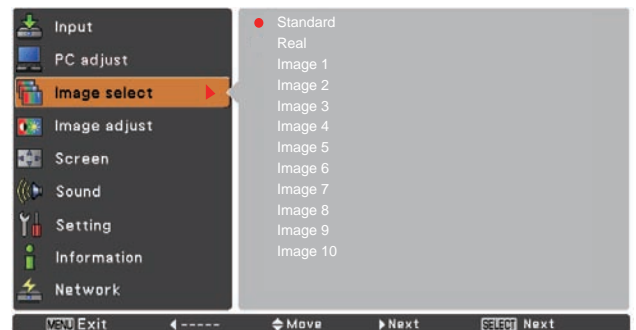 Input
PC adjust
Image select
Image adjust
Screen
Sound
Setting
Information
Network
Standard
Real
Image 1
Image 2
Image 3
Image 4
Image 5
Image 6
Image 7
Image 8
Image 9
Image 10
MENU Exit ◀----- ◆Move ▶Next SELECT Next